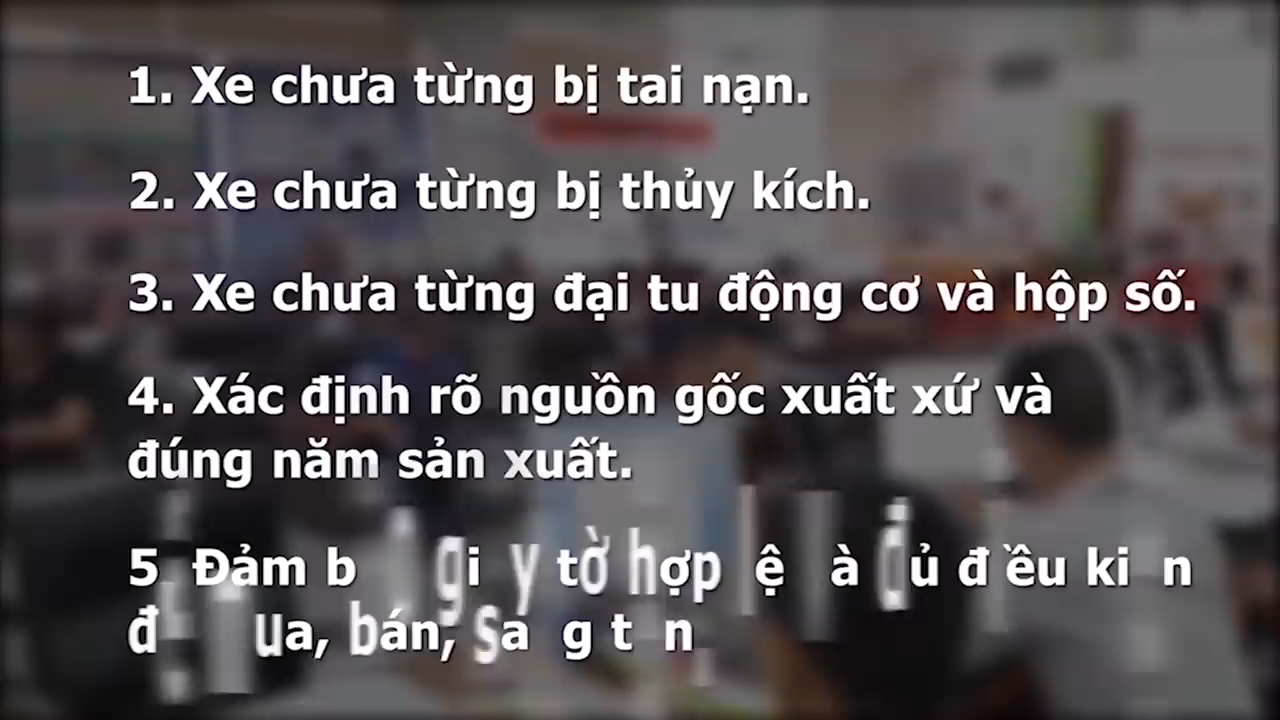 1. Xe chưa từng bị tai nạn.
2. Xe chưa từng bị thủy kích.
3. Xe chưa từng đại tu động cơ và hộp số.
4. Xác định rõ nguồn gốc xuất xứ và
đúng năm sản xuất.
5. Đảm tờ hợp đủ
bán,